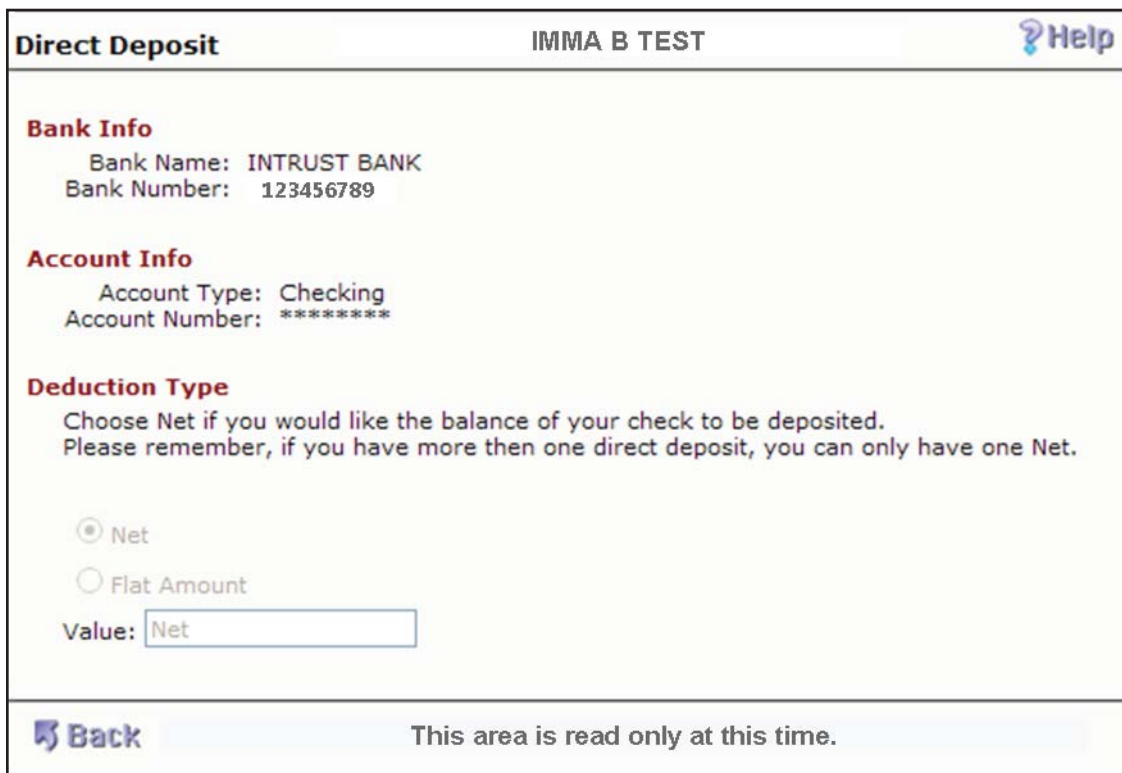 Direct Deposit IMMA B TEST Help
Bank Info
Bank Name: INTRUST BANK
Bank Number: 123456789
Account Info
Account Type: Checking
Account Number: ********
Deduction Type
Choose Net if you would like the balance of your check to be deposited.
Please remember, if you have more then one direct deposit, you can only have one Net.
Net
Flat Amount
Value: Net
Back This area is read only at this time.